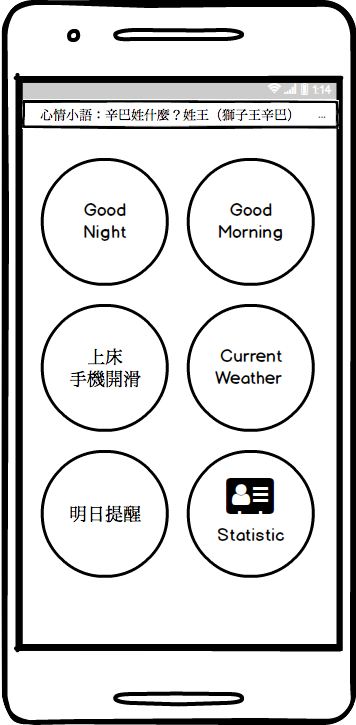 1:14
心情小語：辛巴姓什麼？姓王（獅子王辛巴） ...
Good
Night
Good
Morning
上床
手機開滑
Current
Weather
明日提醒
Statistic